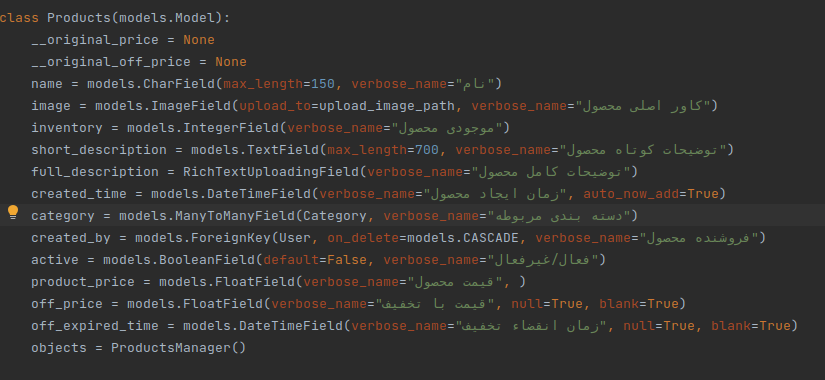 class Products(models.Model):
__original_price = None
__original_off_price = None
name = models.CharField(max_length=150, verbose_name="نام")
image = models.ImageField(upload_to=upload_image_path, verbose_name="کاور اصلی محصول")
inventory = models.IntegerField(verbose_name="موجودی محصول")
short_description = models.TextField(max_length=700, verbose_name="توضیحات کوتاه محصول")
full_description = RichTextUploadingField(verbose_name="توضیحات کامل محصول")
created_time = models.DateTimeField(verbose_name="زمان ایجاد محصول", auto_now_add=True)
category = models.ManyToManyField(Category, verbose_name="دسته بندی مربوطه")
created_by = models.ForeignKey(User, on_delete=models.CASCADE, verbose_name="فروشنده محصول")
active = models.BooleanField(default=False, verbose_name="فعال/غیرفعال")
product_price = models.FloatField(verbose_name="قیمت محصول", )
off_price = models.FloatField(verbose_name="قیمت با تخفیف", null=True, blank=True)
off_expired_time = models.DateTimeField(verbose_name="زمان انقضاء تخفیف", null=True, blank=True)
objects = ProductsManager()